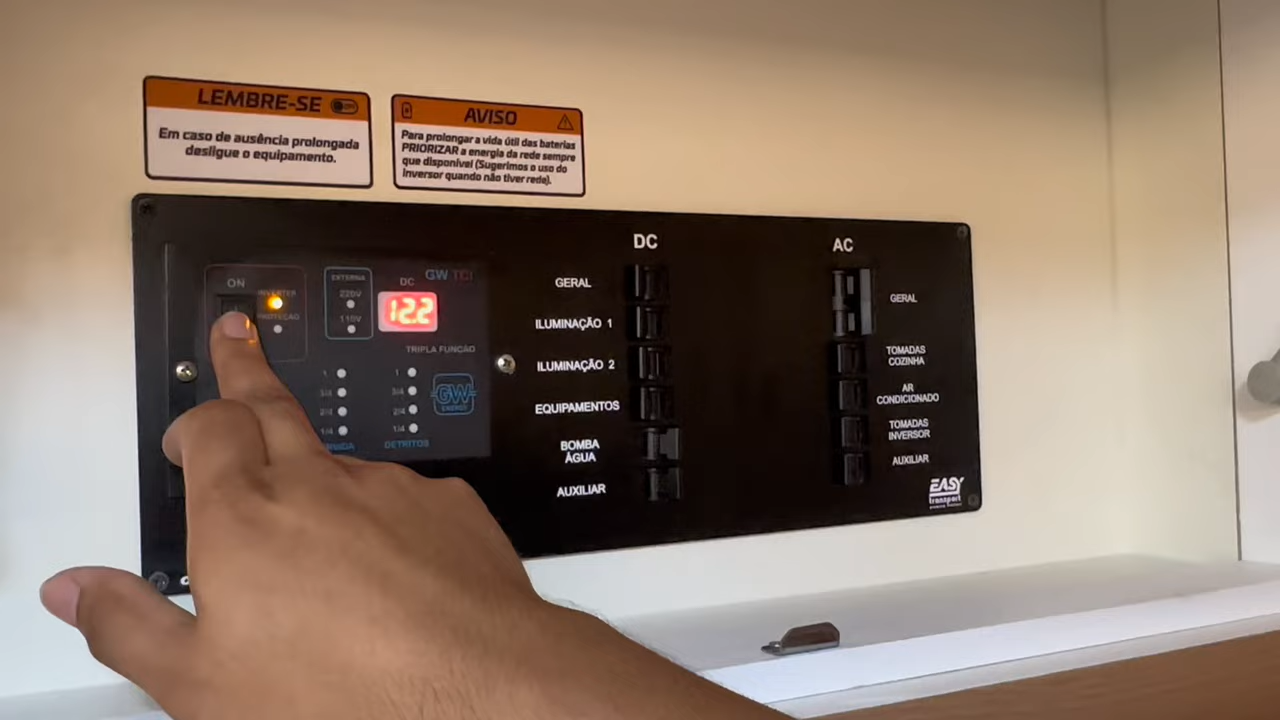 LEMBRE-SE
Em caso de ausência prolongada
desligue o equipamento.
AVISO
Para prolongar a vida útil das baterias
PRIORIZAR a energia da rede sempre
que disponível (Sugerimos o uso do
inversor quando não tiver rede).
ON
INVERTER
PROTEÇÃO
EXTERNA
220V
110V
DC
GW TCI
12.2
TRIPLA FUNÇÃO
1
3/4
2/4
1/4
1
3/4
2/4
1/4
DETRITOS
GW
ENERGY
DC
GERAL
ILUMINAÇÃO 1
ILUMINAÇÃO 2
EQUIPAMENTOS
BOMBA
ÁGUA
AUXILIAR
AC
GERAL
TOMADAS
COZINHA
AR
CONDICIONADO
TOMADAS
INVERSOR
AUXILIAR
EASY
transport